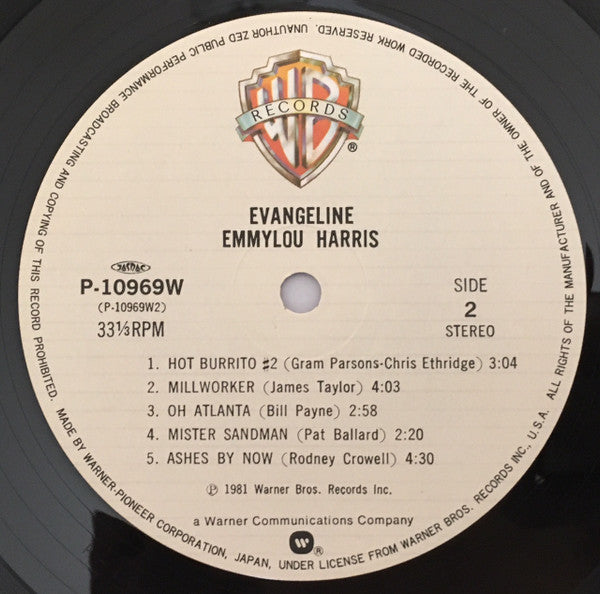 WB
RECORDS
®
EVANGELINE
EMMYLOU HARRIS
JASRAC
P-10969W
(P-10969W2)
33⅓RPM
SIDE
2
STEREO
1. HOT BURRITO #2 (Gram Parsons-Chris Ethridge) 3:04
2. MILLWORKER (James Taylor) 4:03
3. OH ATLANTA (Bill Payne) 2:58
4. MISTER SANDMAN (Pat Ballard) 2:20
5. ASHES BY NOW (Rodney Crowell) 4:30
℗ 1981 Warner Bros. Records Inc.
a Warner Communications Company
®
ALL RIGHTS OF THE MANUFACTURER AND OF THE OWNER OF THE RECORDED WORK RESERVED. UNAUTHORIZED PUBLIC PERFORMANCE BROADCASTING AND COPYING OF THIS RECORD PROHIBITED.
MADE BY WARNER-PIONEER CORPORATION, JAPAN, UNDER LICENSE FROM WARNER BROS. RECORDS INC., U.S.A.